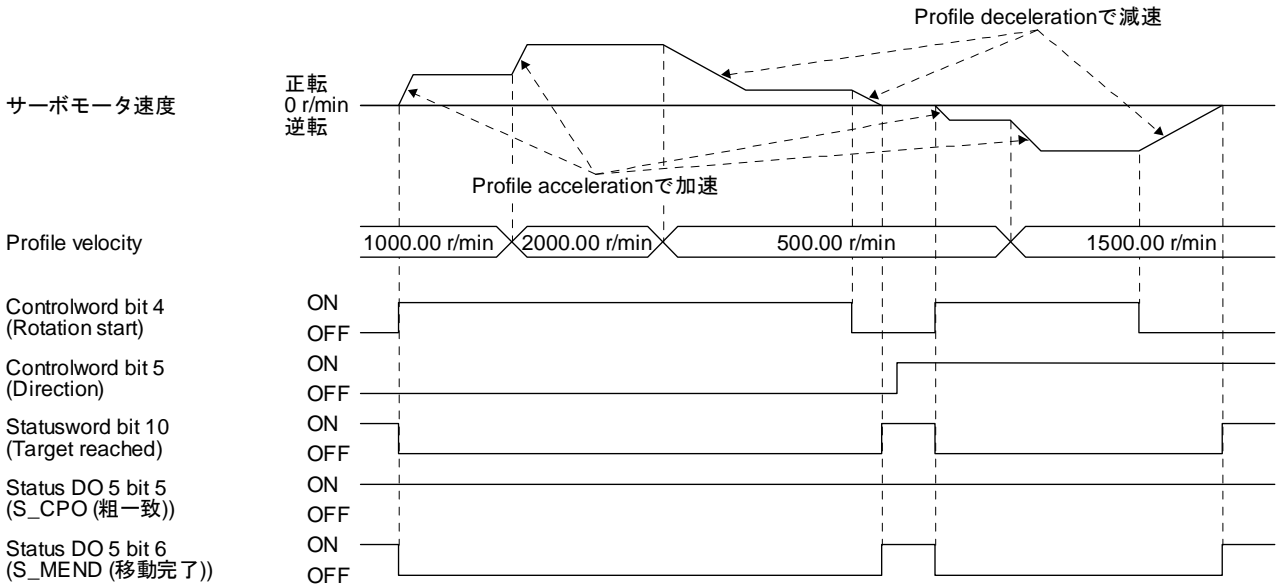 Profile decelerationで減速
正転
サーボモータ速度
0 r/min
逆転
Profile accelerationで加速
Profile velocity
1000.00 r/min
2000.00 r/min
500.00 r/min
1500.00 r/min
Controlword bit 4
(Rotation start)
ON
OFF
Controlword bit 5
(Direction)
ON
OFF
Statusword bit 10
(Target reached)
ON
OFF
Status DO 5 bit 5
(S_CPO (粗一致))
ON
OFF
Status DO 5 bit 6
(S_MEND (移動完了))
ON
OFF